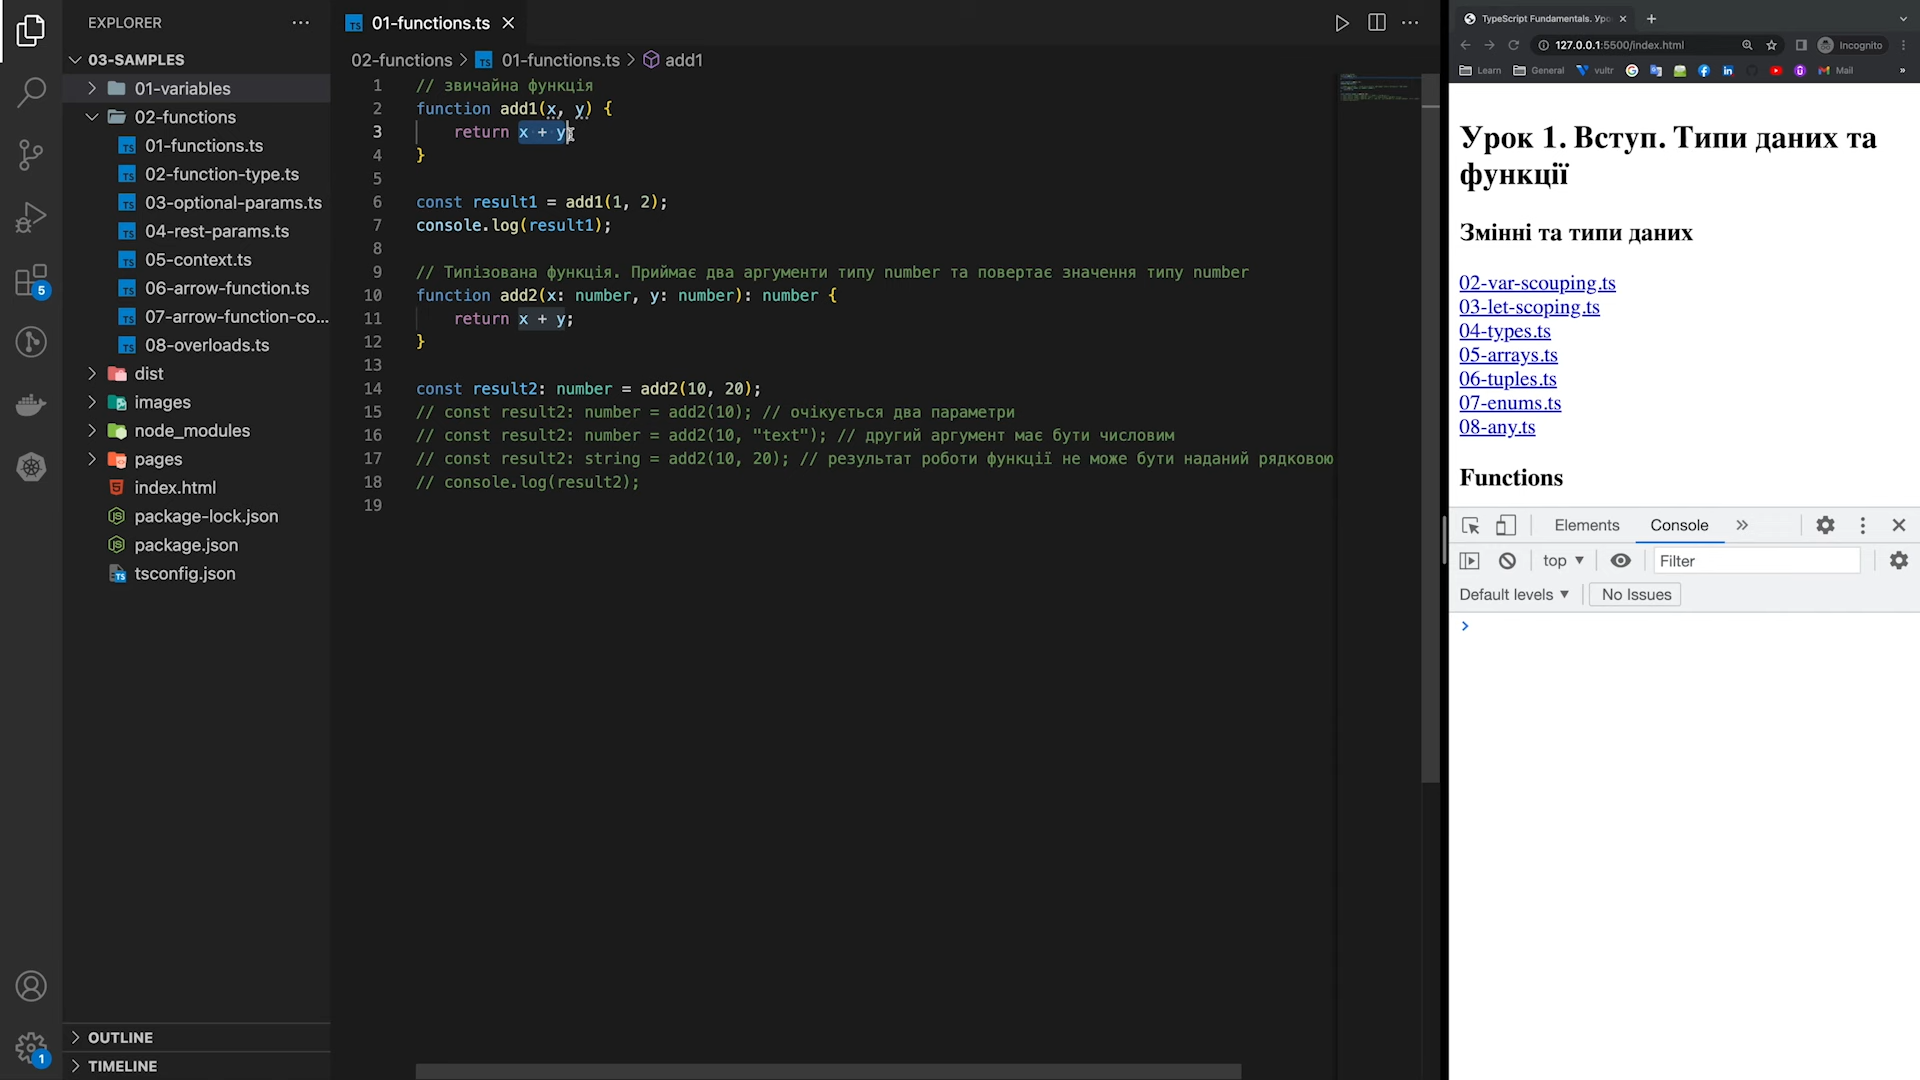 EXPLORER
03-SAMPLES
01-variables
02-functions
01-functions.ts
02-function-type.ts
03-optional-params.ts
04-rest-params.ts
05-context.ts
06-arrow-function.ts
07-arrow-function-co...
08-overloads.ts
dist
images
node_modules
pages
index.html
package-lock.json
package.json
tsconfig.json
OUTLINE
TIMELINE
5
1
01-functions.ts
02-functions > 01-functions.ts > add1
1 // звичайна функція
2 function add1(x, y) {
3 return x + y;
4 }
5
6 const result1 = add1(1, 2);
7 console.log(result1);
8
9 // Типізована функція. Приймає два аргументи типу number та повертає значення типу number
10 function add2(x: number, y: number): number {
11 return x + y;
12 }
13
14 const result2: number = add2(10, 20);
15 // const result2: number = add2(10); // очікується два параметри
16 // const result2: number = add2(10, "text"); // другий аргумент має бути числовим
17 // const result2: string = add2(10, 20); // результат роботи функції не може бути наданий рядковою
18 // console.log(result2);
19
TypeScript Fundamentals. Уро
127.0.0.1:5500/index.html
Incognito
Learn General vultr Mail
Урок 1. Вступ. Типи даних та
функції
Змінні та типи даних
02-var-scouping.ts
03-let-scoping.ts
04-types.ts
05-arrays.ts
06-tuples.ts
07-enums.ts
08-any.ts
Functions
Elements Console
top Filter
Default levels No Issues